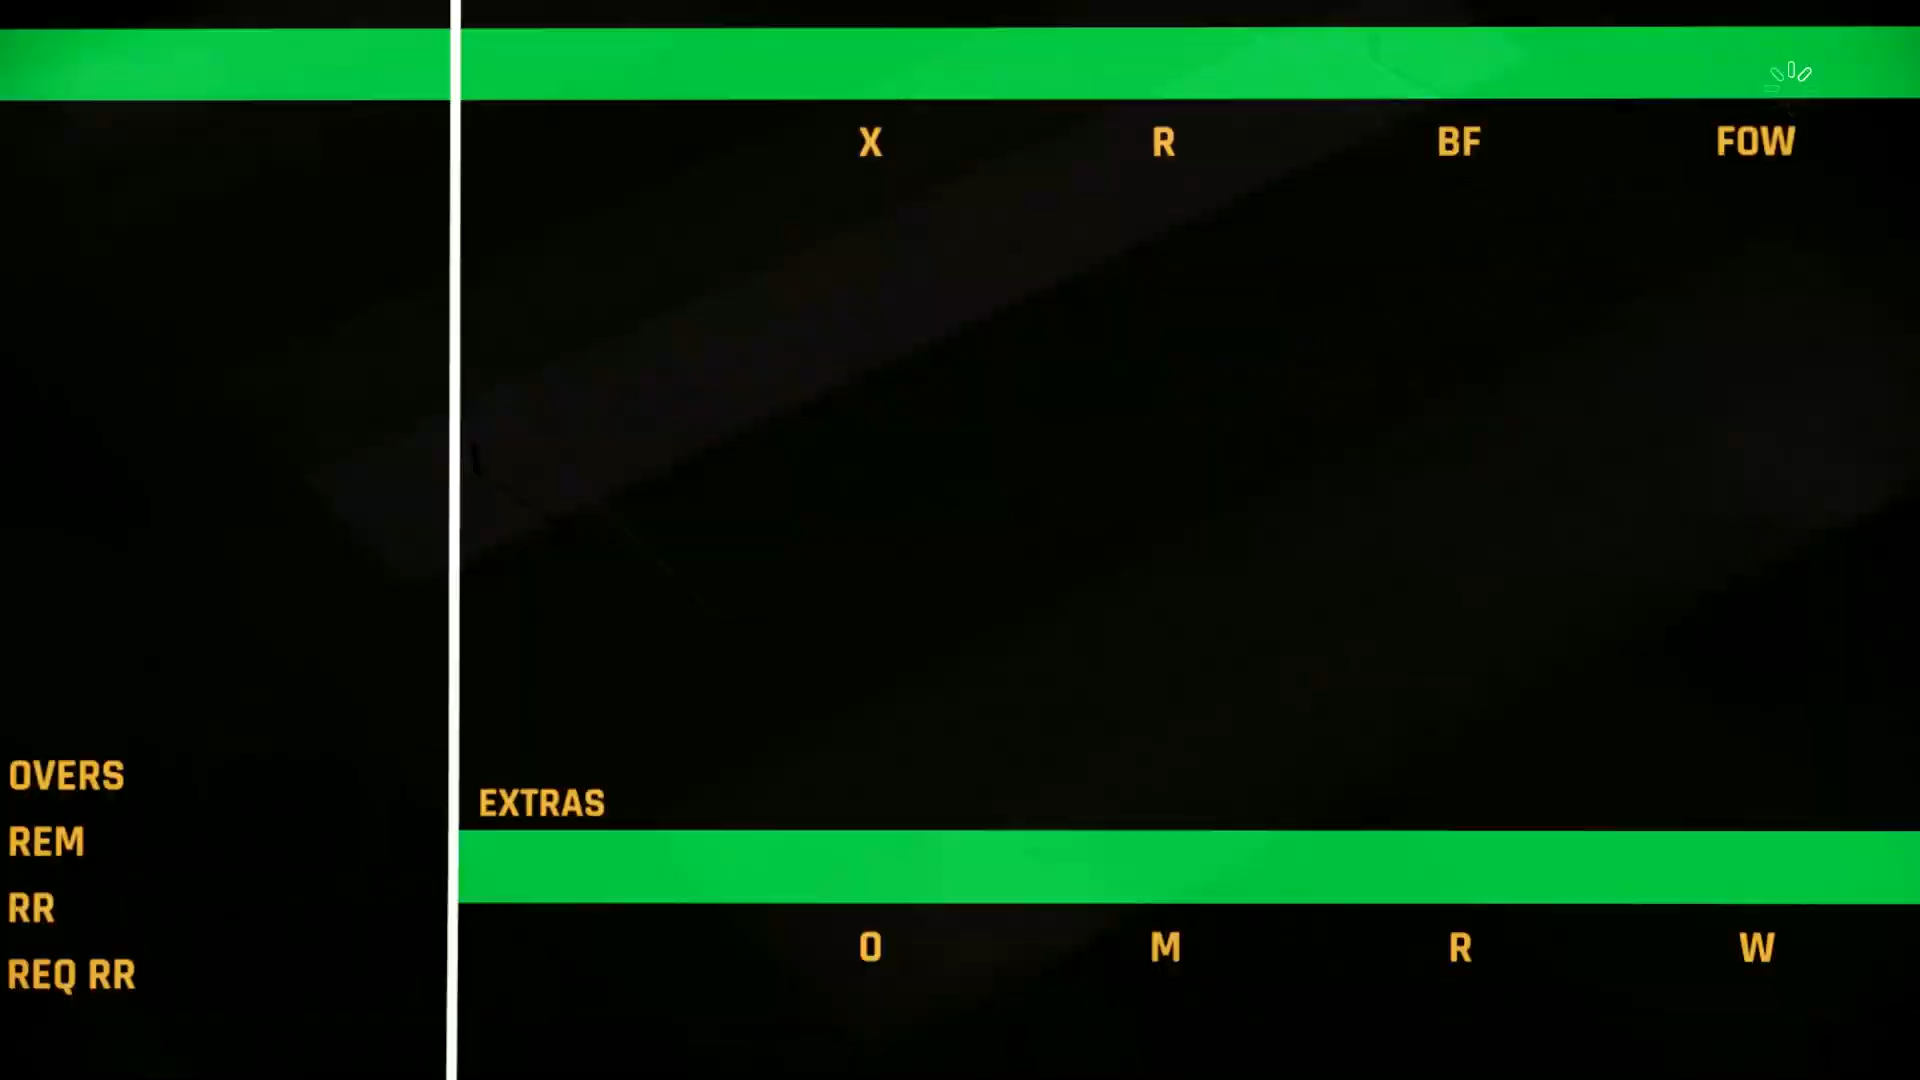 X R BF FOW
OVERS
REM
RR
REQ RR
EXTRAS
O M R W